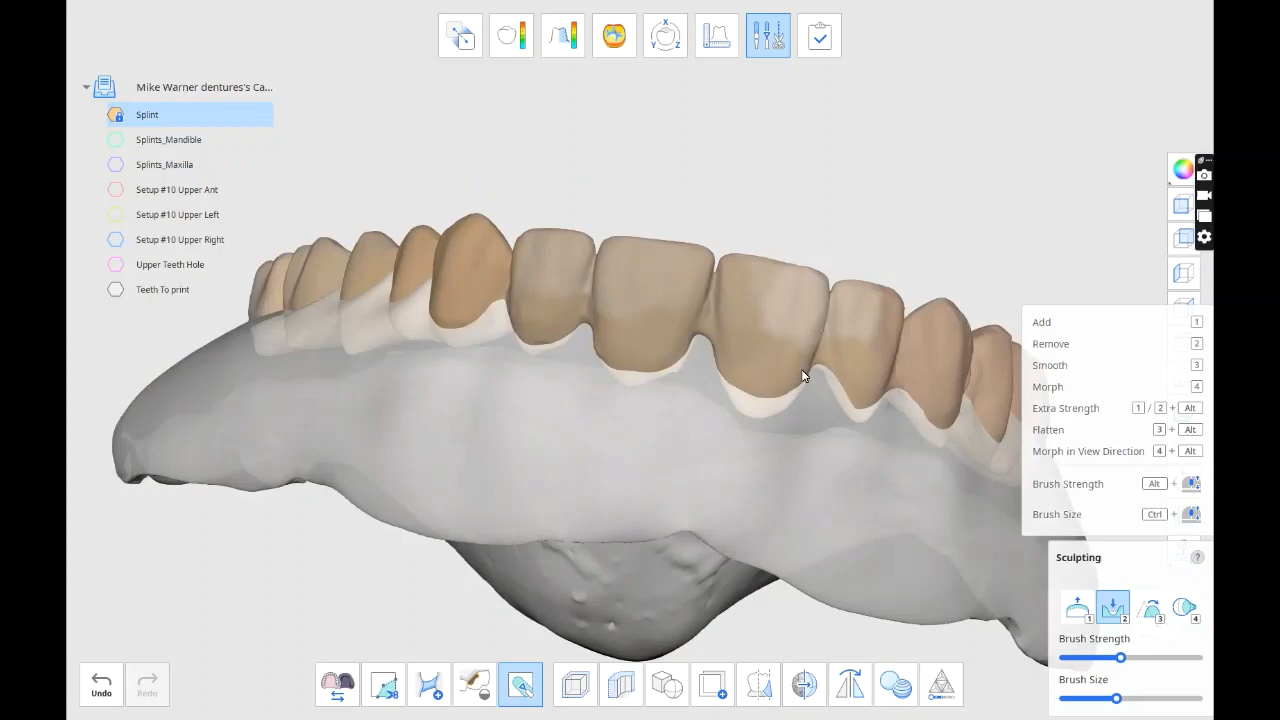 X
Y
Z
Mike Warner dentures's Ca...
Splint
Splints_Mandible
Splints_Maxilla
Setup #10 Upper Ant
Setup #10 Upper Left
Setup #10 Upper Right
Upper Teeth Hole
Teeth To print
Add 1
Remove 2
Smooth 3
Morph 4
Extra Strength 1 / 2 + Alt
Flatten 3 + Alt
Morph in View Direction 4 + Alt
Brush Strength Alt +
Brush Size Ctrl +
Sculpting ?
1 2 3 4
Brush Strength
Brush Size
Undo
Redo